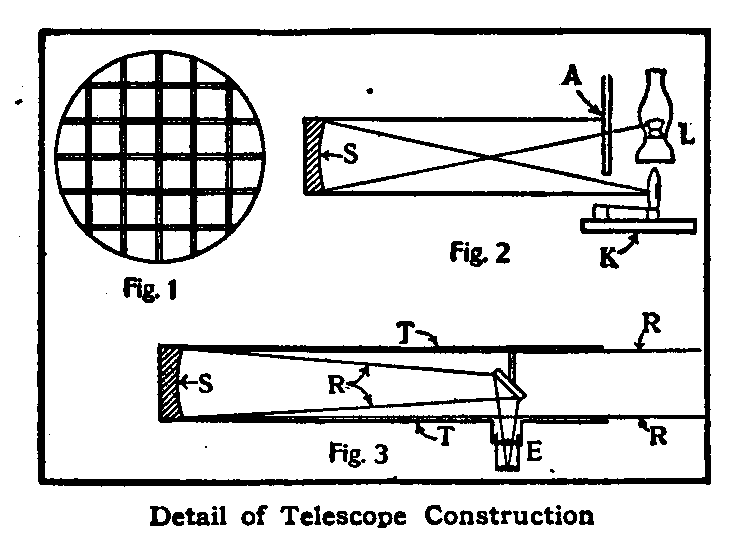 A
L
S
K
Fig. 2
Fig. 1
T
R
S
R
T
R
E
Fig. 3
Detail of Telescope Construction